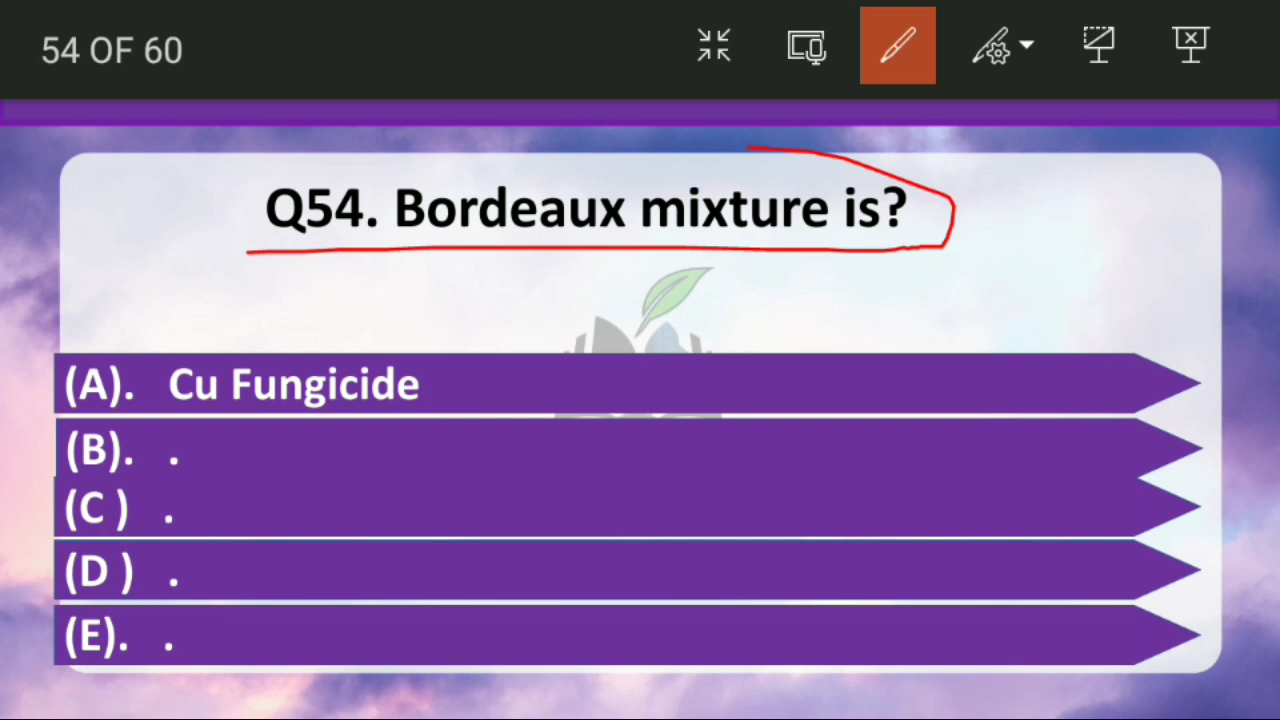 54 OF 60
Q54. Bordeaux mixture is?
(A). Cu Fungicide
(B). .
(C ) .
(D ) .
(E). .